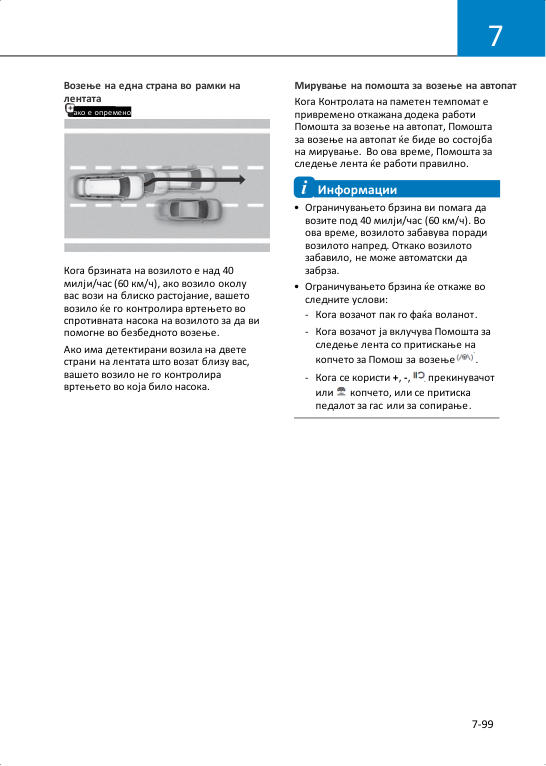 7
Возење на една страна во рамки на
лентата
ако е опремено
Кога брзината на возилото е над 40
милји/час (60 км/ч), ако возило околу
вас вози на блиско растојание, вашето
возило ќе го контролира вртењето во
спротивната насока на возилото за да ви
помогне во безбедното возење.
Ако има детектирани возила на двете
страни на лентата што возат близу вас,
вашето возило не го контролира
вртењето во која било насока.
Мирување на помошта за возење на автопат
Кога Контролата на паметен темпомат е
привремено откажана додека работи
Помошта за возење на автопат, Помошта
за возење на автопат ќе биде во состојба
на мирување. Во ова време, Помошта за
следење лента ќе работи правилно.
i Информации
• Ограничувањето брзина ви помага да
возите под 40 милји/час (60 км/ч). Во
ова време, возилото забавува поради
возилото напред. Откако возилото
забавило, не може автоматски да
забрза.
• Ограничувањето брзина ќе откаже во
следните услови:
- Кога возачот пак го фаќа воланот.
- Кога возачот ја вклучува Помошта за
следење лента со притискање на
копчето за Помош за возење .
- Кога се користи +, -, прекинувачот
или копчето, или се притиска
педалот за гас или за сопирање.
7-99